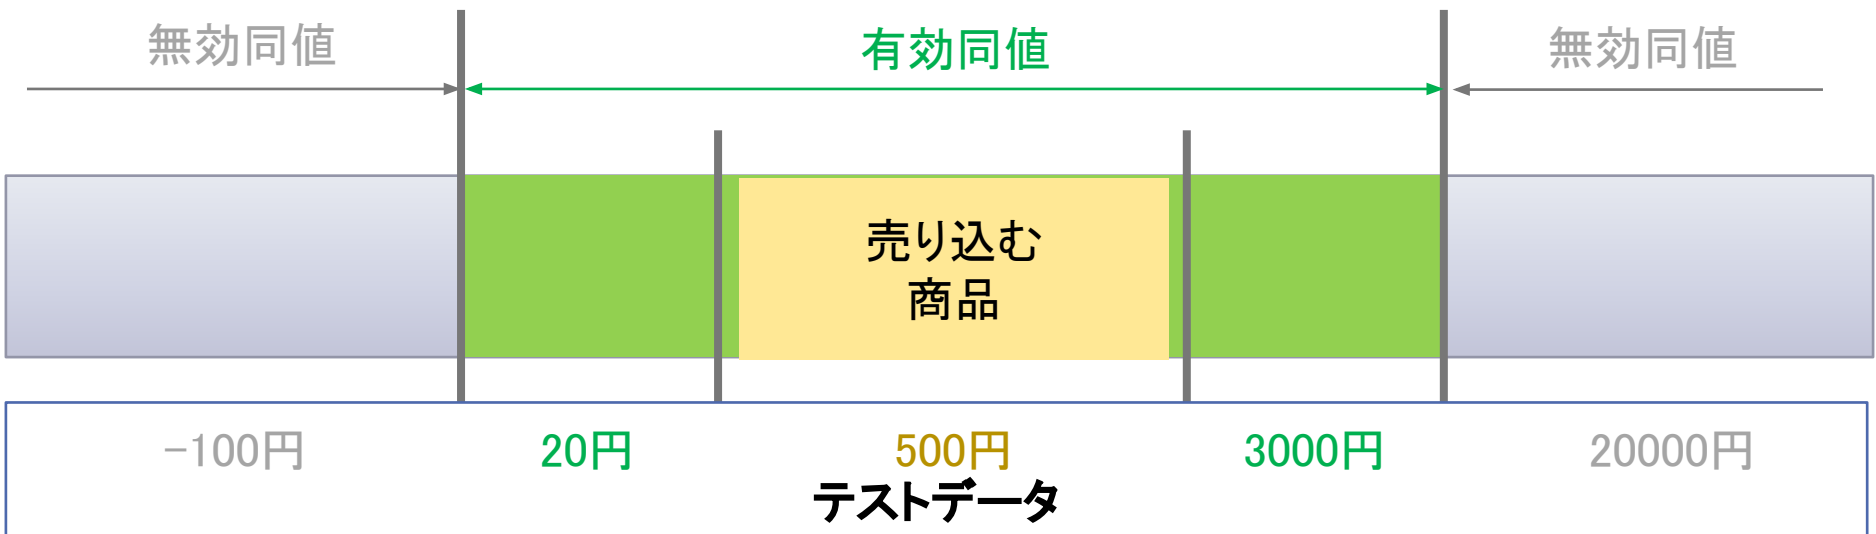 無効同値 有効同値 無効同値
売り込む
商品
-100円 20円 500円 3000円 20000円
テストデータ